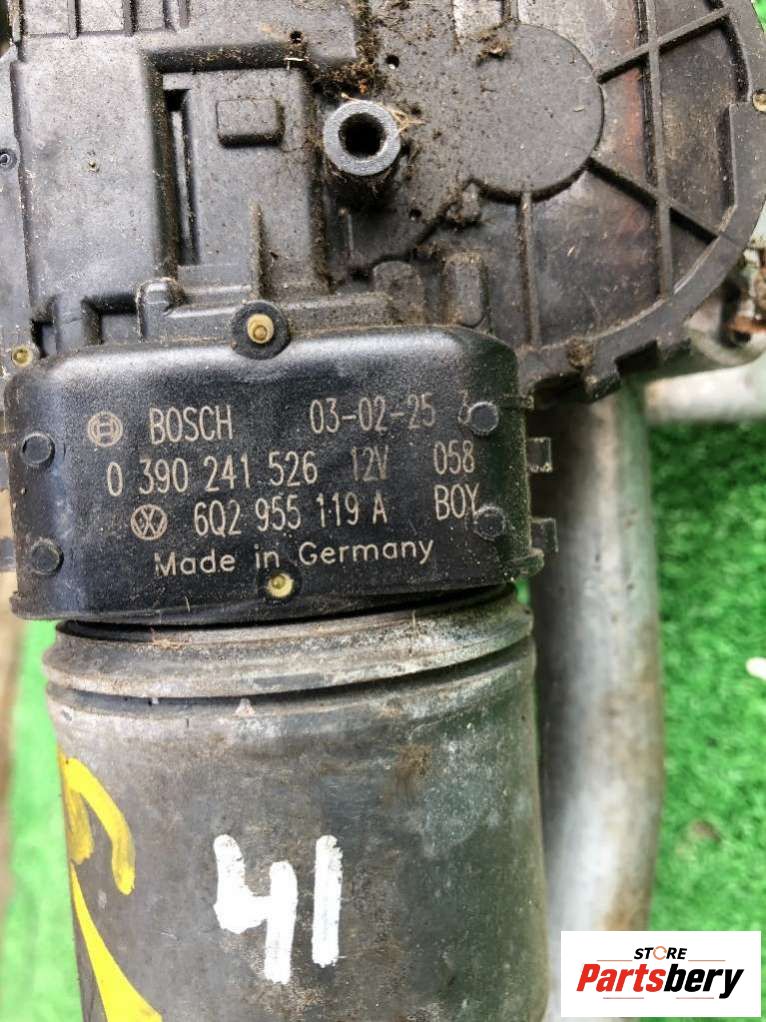 BOSCH 03-02-25 3
0 390 241 526 12V 058
6Q2 955 119 A BOY
Made in Germany
41
STORE
Partsbery